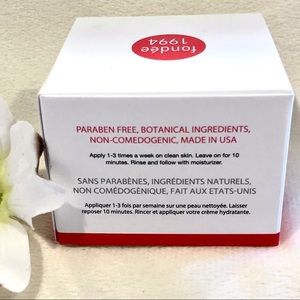 fondée
1994
PARABEN FREE, BOTANICAL INGREDIENTS,
NON-COMEDOGENIC, MADE IN USA
Apply 1-3 times a week on clean skin. Leave on for 10
minutes. Rinse and follow with moisturizer.
SANS PARABÈNES, INGRÉDIENTS NATURELS,
NON COMÉDOGÉNIQUE, FAIT AUX ETATS-UNIS
Appliquer 1-3 fois par semaine sur une peau nettoyée. Laisser
reposer 10 minutes. Rincer et appliquer votre crème hydratante.